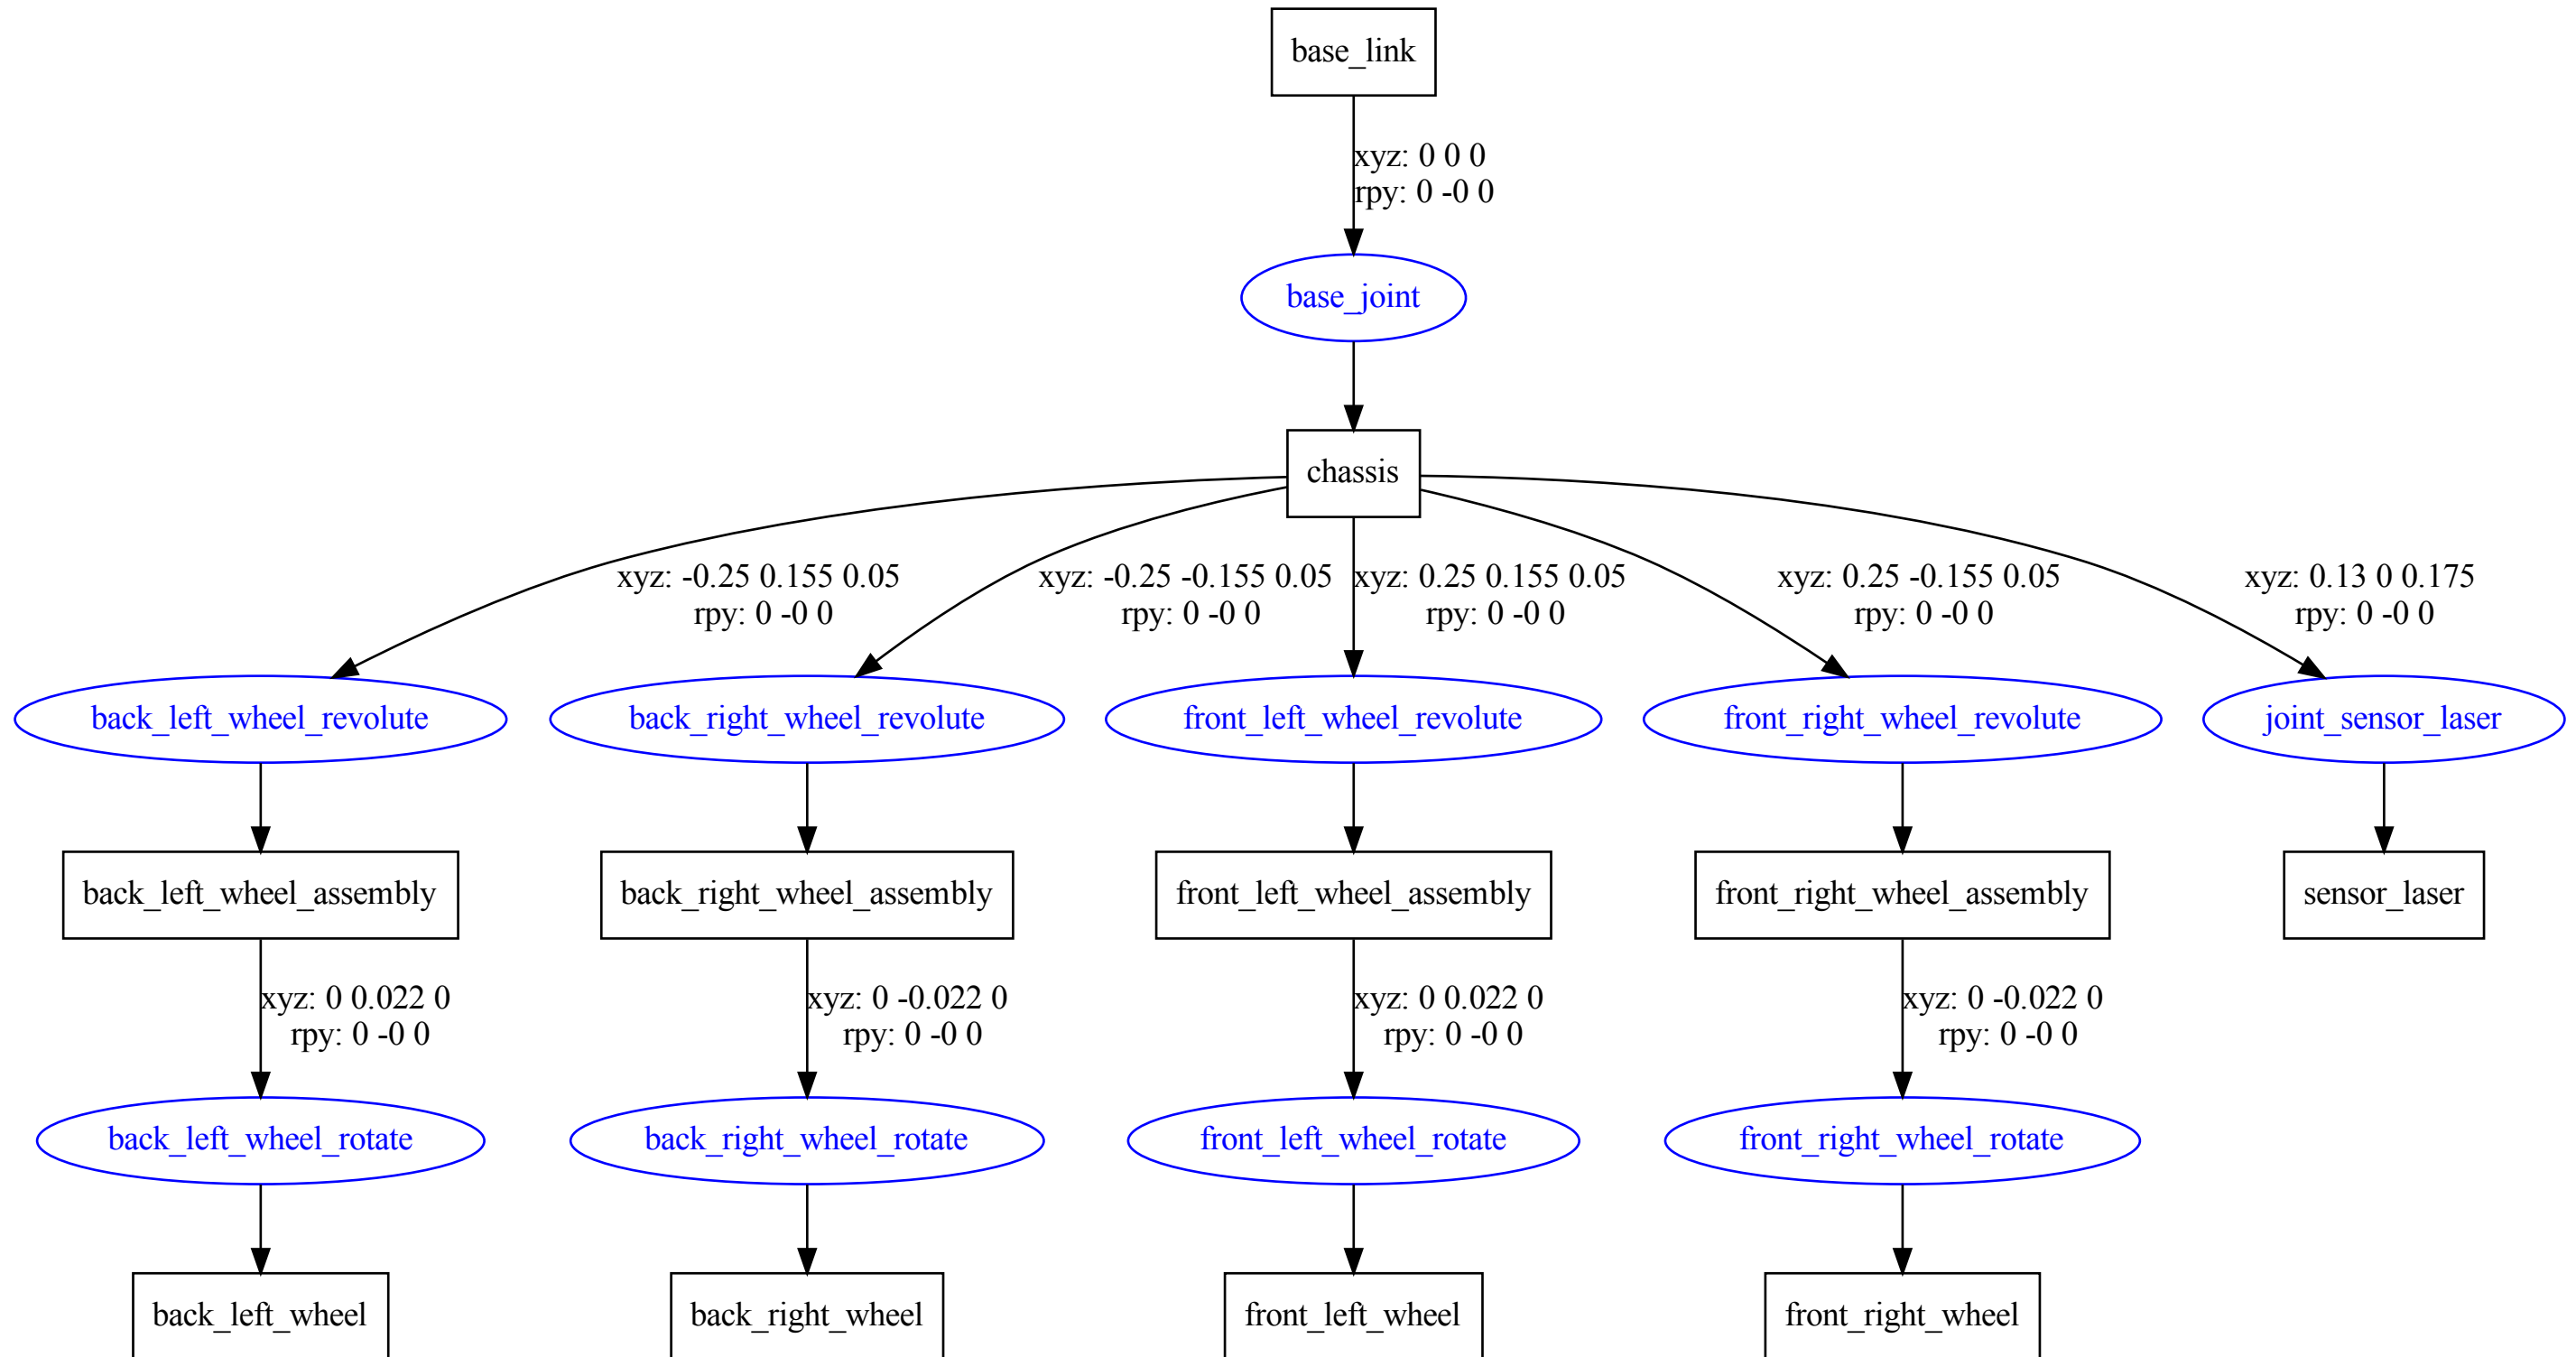 base_link
xyz: 0 0 0
rpy: 0 -0 0
base_joint
chassis
xyz: -0.25 0.155 0.05
rpy: 0 -0 0
xyz: -0.25 -0.155 0.05
rpy: 0 -0 0
xyz: 0.25 0.155 0.05
rpy: 0 -0 0
xyz: 0.25 -0.155 0.05
rpy: 0 -0 0
xyz: 0.13 0 0.175
rpy: 0 -0 0
back_left_wheel_revolute
back_right_wheel_revolute
front_left_wheel_revolute
front_right_wheel_revolute
joint_sensor_laser
back_left_wheel_assembly
back_right_wheel_assembly
front_left_wheel_assembly
front_right_wheel_assembly
sensor_laser
xyz: 0 0.022 0
rpy: 0 -0 0
xyz: 0 -0.022 0
rpy: 0 -0 0
xyz: 0 0.022 0
rpy: 0 -0 0
xyz: 0 -0.022 0
rpy: 0 -0 0
back_left_wheel_rotate
back_right_wheel_rotate
front_left_wheel_rotate
front_right_wheel_rotate
back_left_wheel
back_right_wheel
front_left_wheel
front_right_wheel